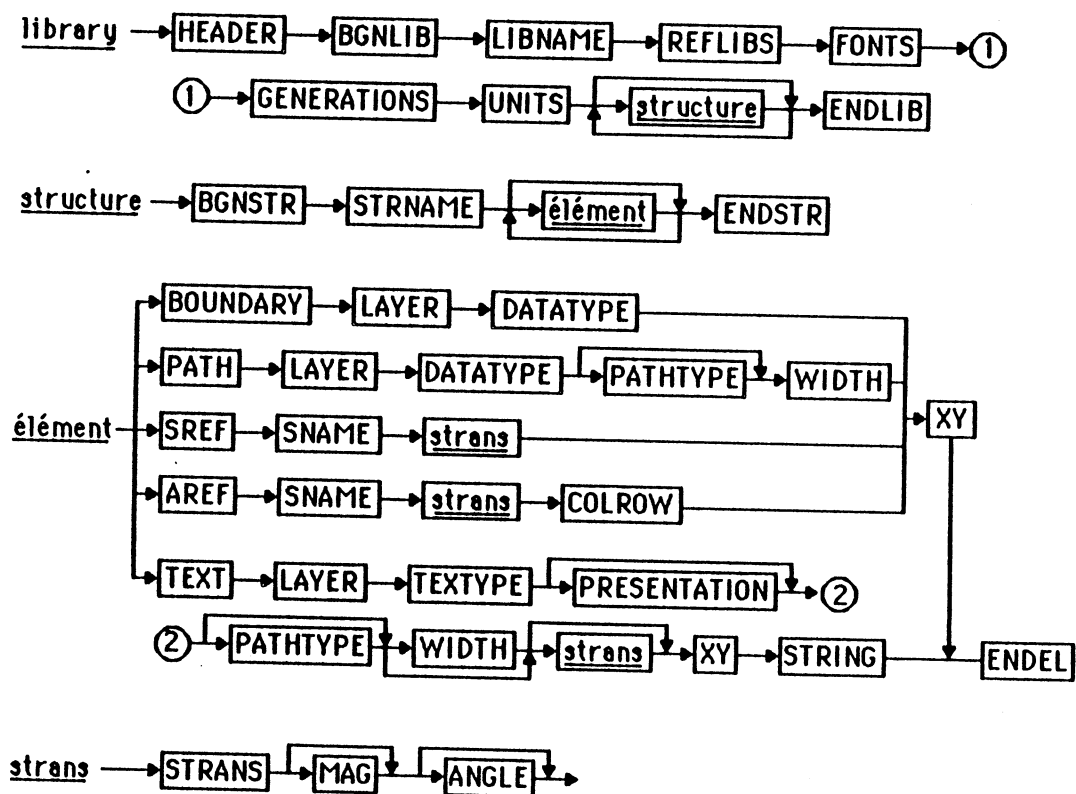 library HEADER BGNLIB LIBNAME REFLIBS FONTS 1
1 GENERATIONS UNITS structure ENDLIB
structure BGNSTR STRNAME élément ENDSTR
BOUNDARY LAYER DATATYPE
PATH LAYER DATATYPE PATHTYPE WIDTH
élément SREF SNAME strans XY
AREF SNAME strans COLROW
TEXT LAYER TEXTYPE PRESENTATION 2
2 PATHTYPE WIDTH strans XY STRING ENDEL
strans STRANS MAG ANGLE